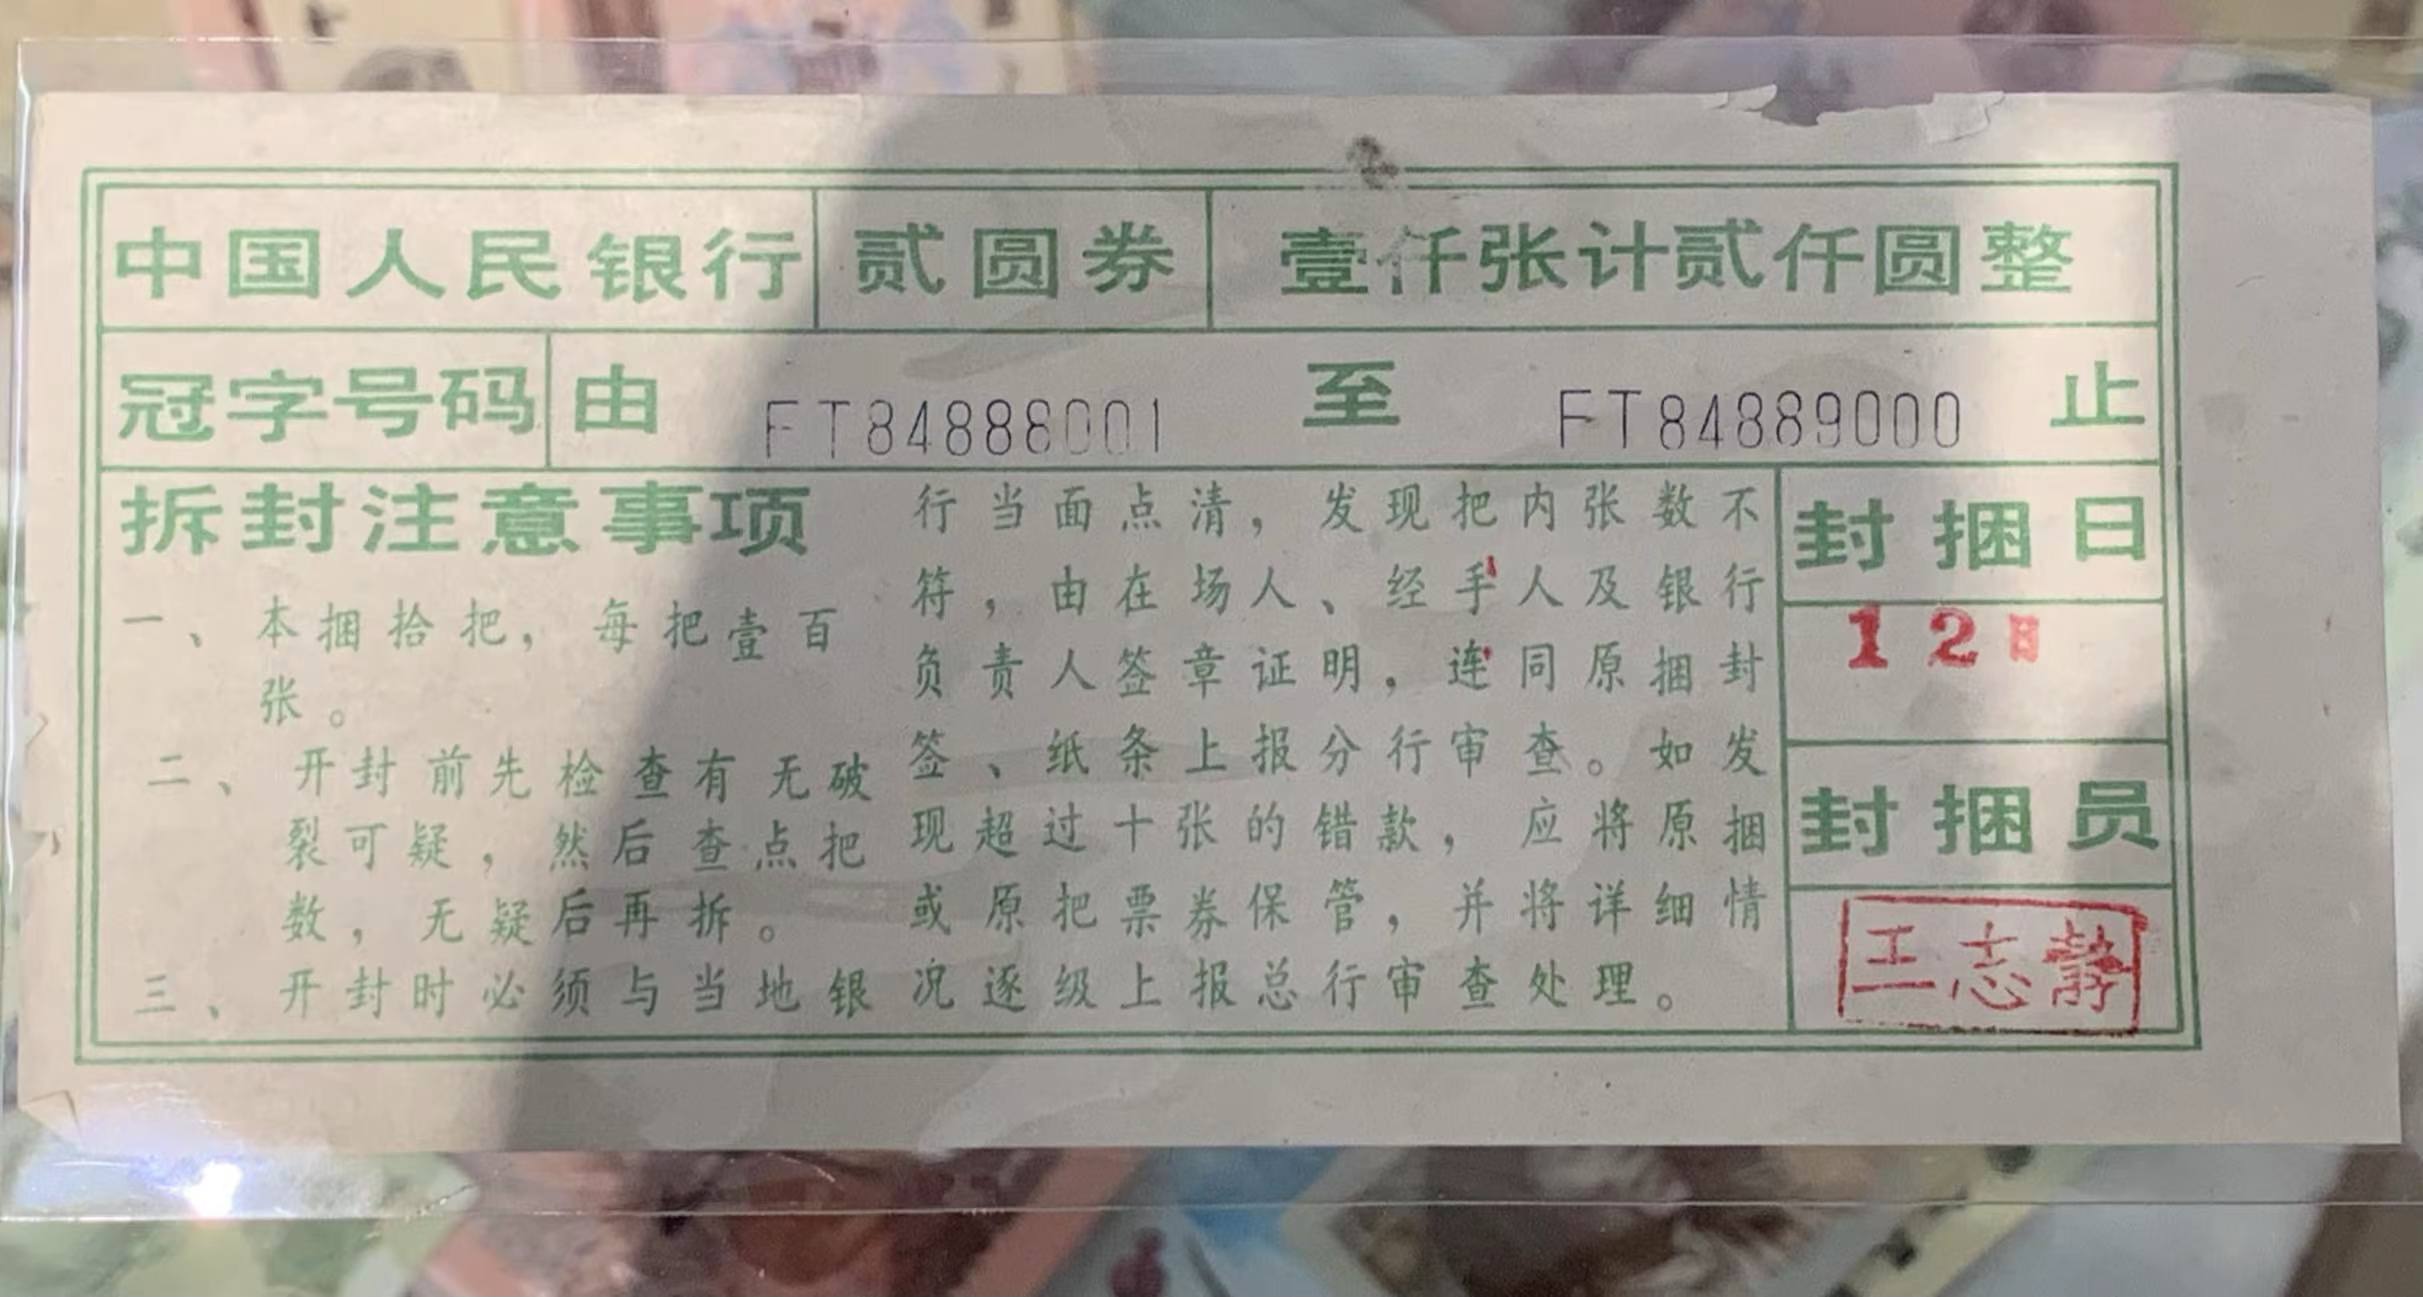 中国人民银行 贰圆券 壹仟张计贰仟圆整
冠字号码 由 FT84888001 至 FT84889000 止
拆封注意事项
一、本捆拾把，每把壹百
张。
二、开封前先检查有无破
裂可疑，然后查点把
数，无疑后再拆。
三、开封时必须与当地银
行当面点清，发现把内张数不
符，由在场人、经手人及银行
负责人签章证明，连同原捆封
签、纸条上报分行审查。如发
现超过十张的错款，应将原捆
或原把票券保管，并将详细情
况逐级上报总行审查处理。
封捆日
12日
封捆员
王志静